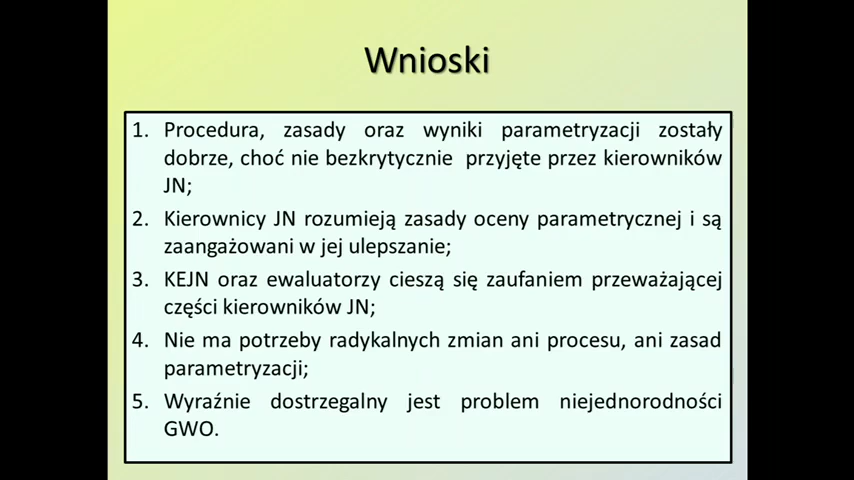 Wnioski
1. Procedura, zasady oraz wyniki parametryzacji zostały
dobrze, choć nie bezkrytycznie przyjęte przez kierowników
JN;
2. Kierownicy JN rozumieją zasady oceny parametrycznej i są
zaangażowani w jej ulepszanie;
3. KEJN oraz ewaluatorzy cieszą się zaufaniem przeważającej
części kierowników JN;
4. Nie ma potrzeby radykalnych zmian ani procesu, ani zasad
parametryzacji;
5. Wyraźnie dostrzegalny jest problem niejednorodności
GWO.